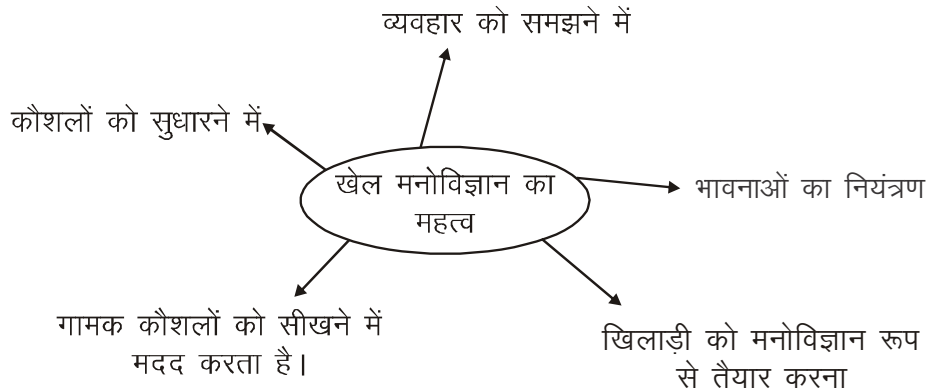 व्यवहार को समझने में
कौशलों को सुधारने में
खेल मनोविज्ञान का
महत्व
भावनाओं का नियंत्रण
गामक कौशलों को सीखने में
मदद करता है।
खिलाड़ी को मनोविज्ञान रूप
से तैयार करना